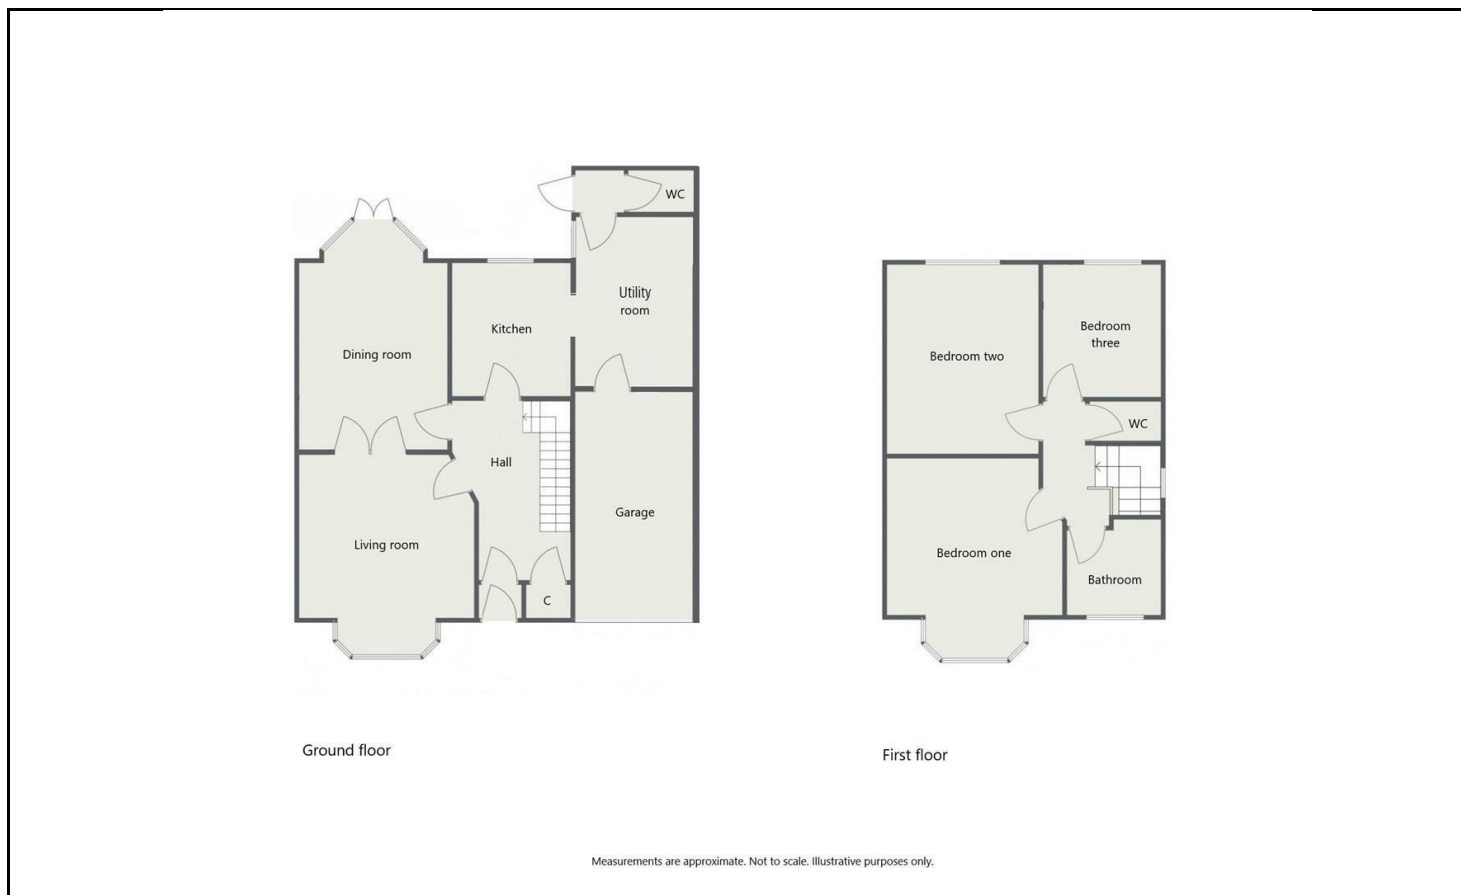 WC
Utility
room
Kitchen
Dining room
Hall
Garage
Living room
C
Ground floor
Bedroom two
Bedroom
three
WC
Bedroom one
Bathroom
First floor
Measurements are approximate. Not to scale. Illustrative purposes only.